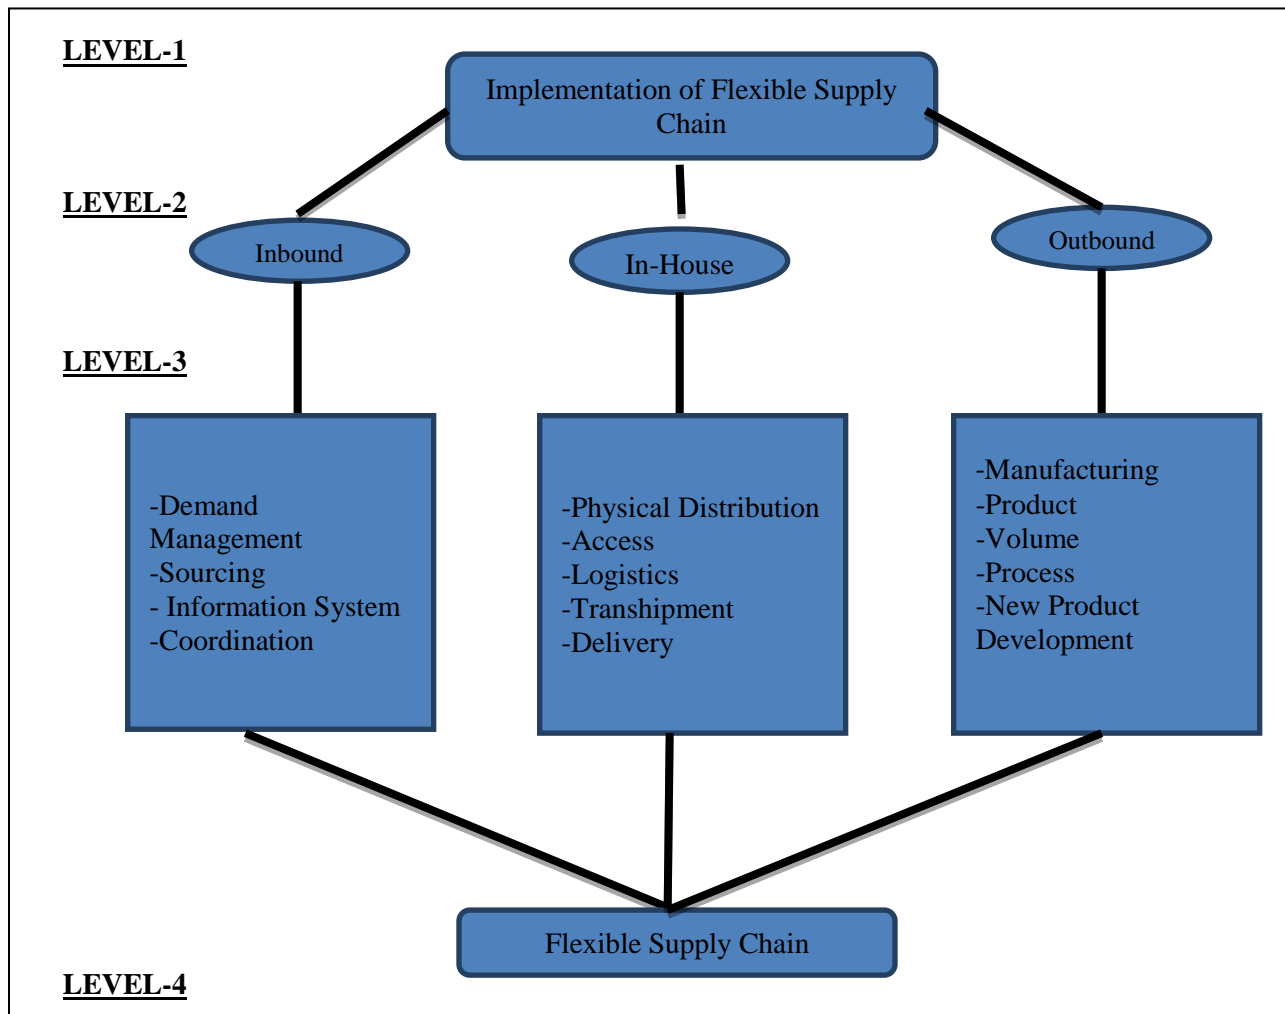 LEVEL-1
Implementation of Flexible Supply
Chain
LEVEL-2
Inbound
In-House
Outbound
LEVEL-3
-Demand
Management
-Sourcing
- Information System
-Coordination
-Physical Distribution
-Access
-Logistics
-Transhipment
-Delivery
-Manufacturing
-Product
-Volume
-Process
-New Product
Development
Flexible Supply Chain
LEVEL-4